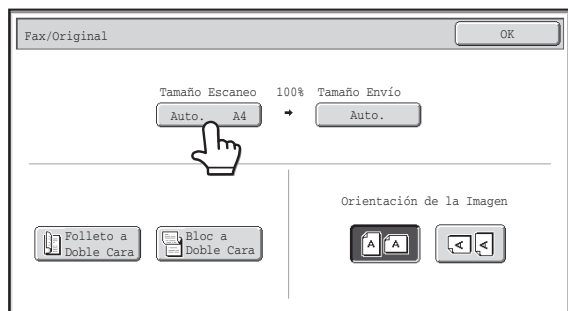 Fax/Original
OK
Tamaño Escaneo 100% Tamaño Envío
Auto. A4 Auto.
Orientación de la Imagen
Folleto a
Doble Cara
Bloc a
Doble Cara
A A A A